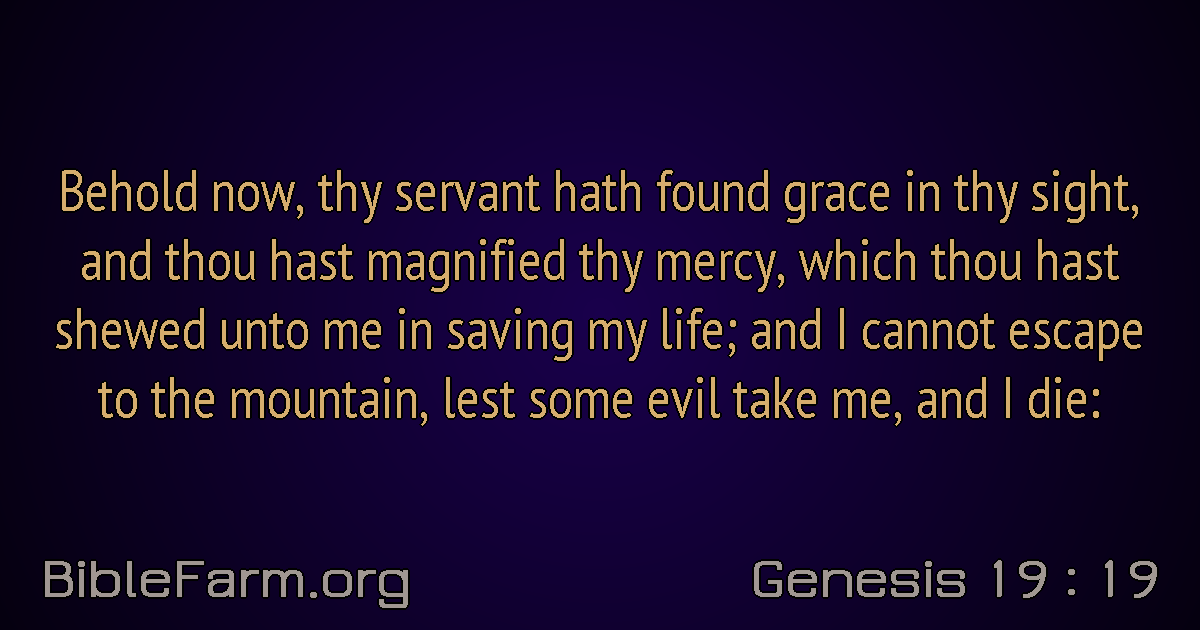 Behold now, thy servant hath found grace in thy sight,
and thou hast magnified thy mercy, which thou hast
shewed unto me in saving my life; and I cannot escape
to the mountain, lest some evil take me, and I die:
BibleFarm.org
Genesis 19 : 19